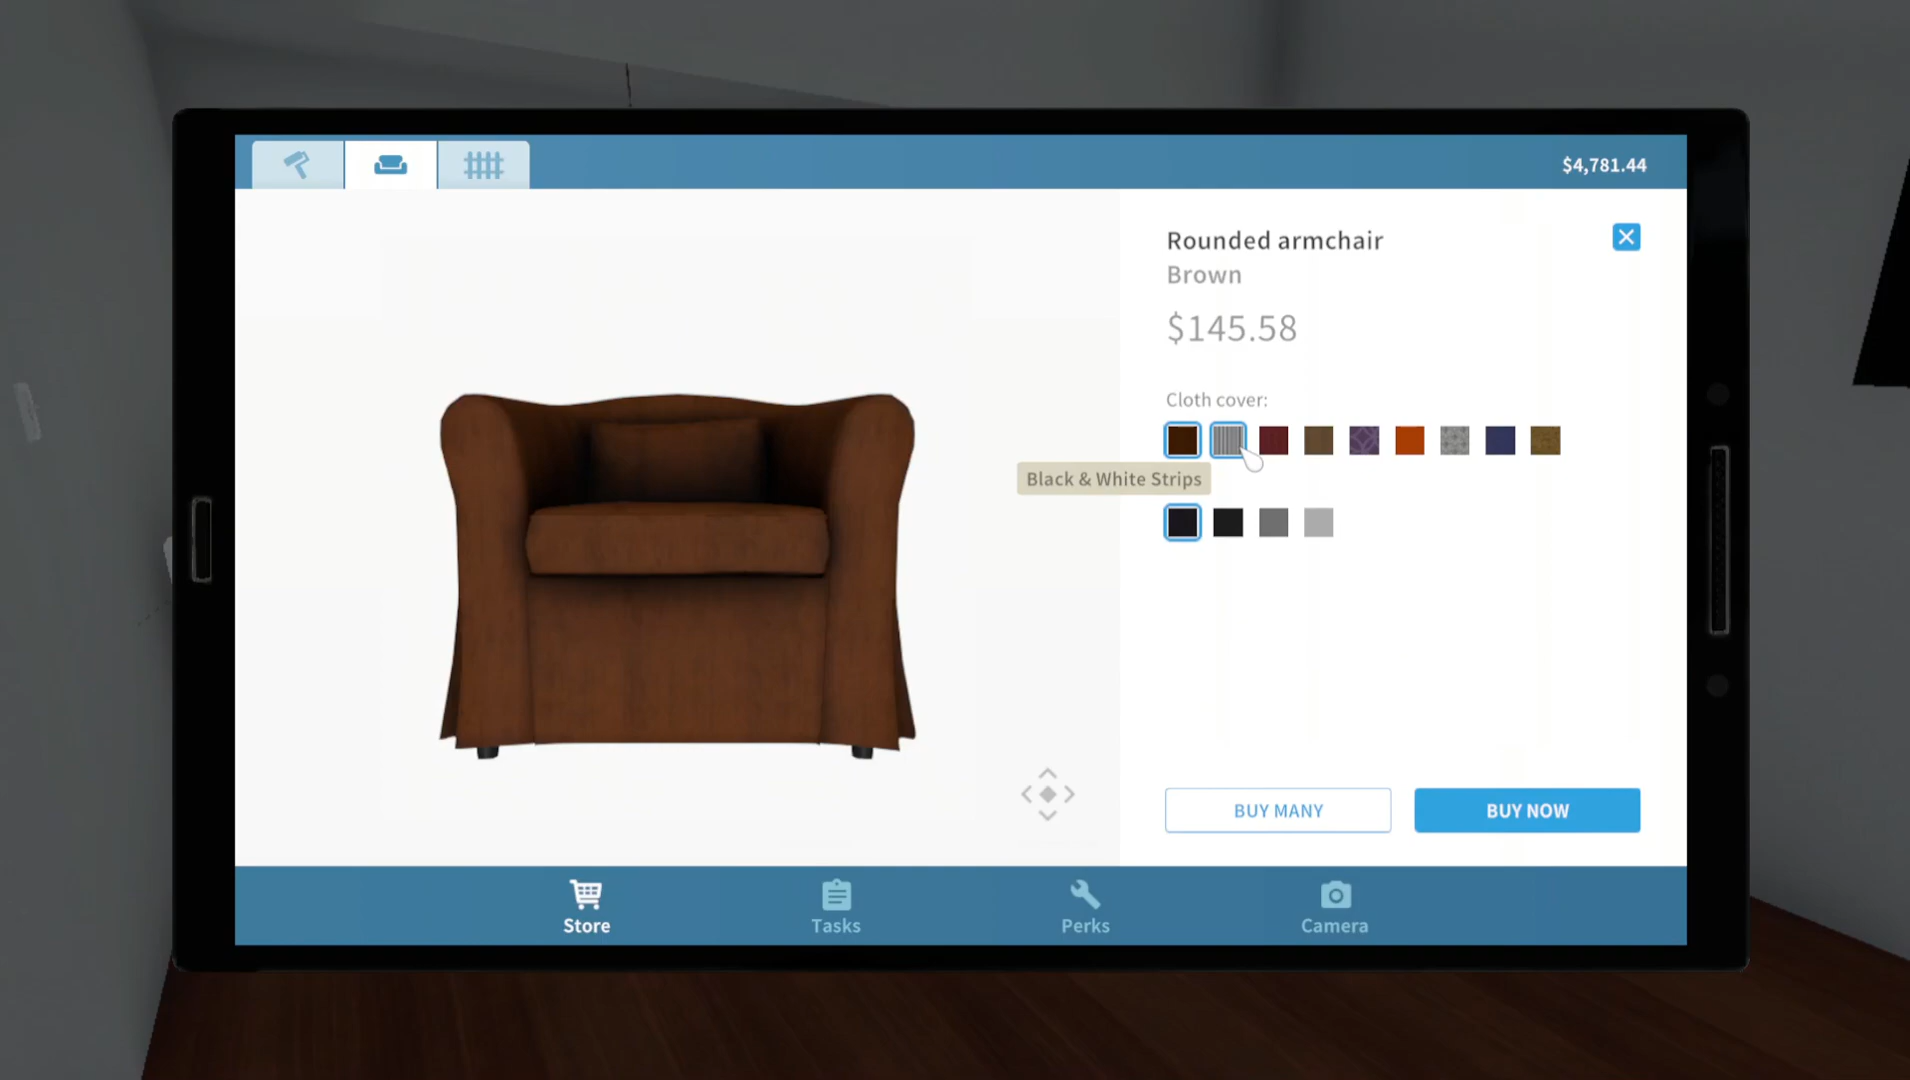 $4,781.44
Rounded armchair
Brown
$145.58
Cloth cover:
Black & White Strips
BUY MANY
BUY NOW
Store
Tasks
Perks
Camera